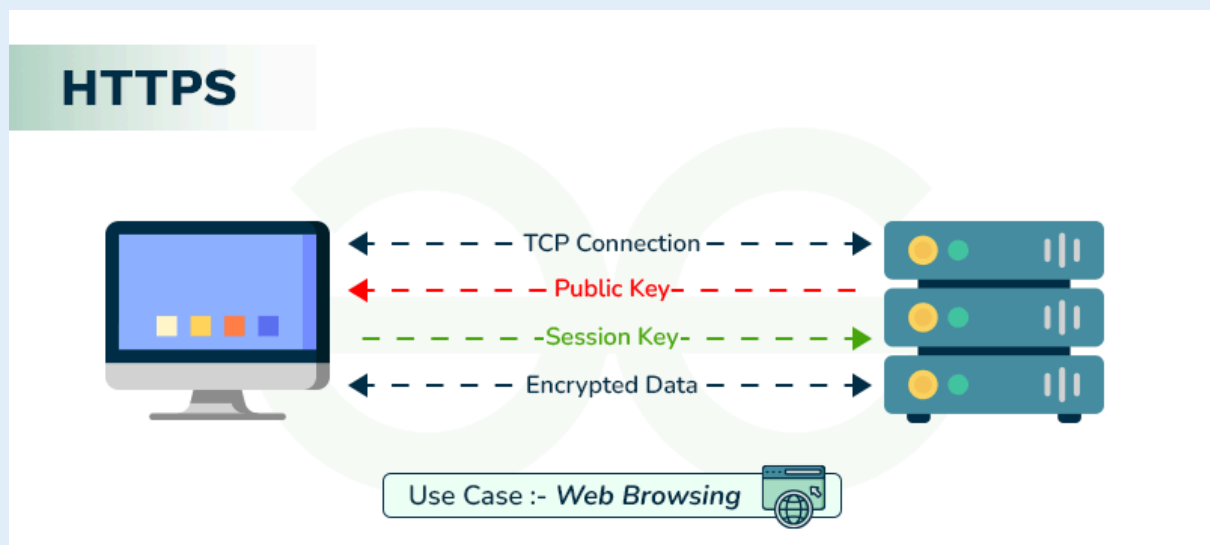 HTTPS
TCP Connection
Public Key
Session Key
Encrypted Data
Use Case :- Web Browsing